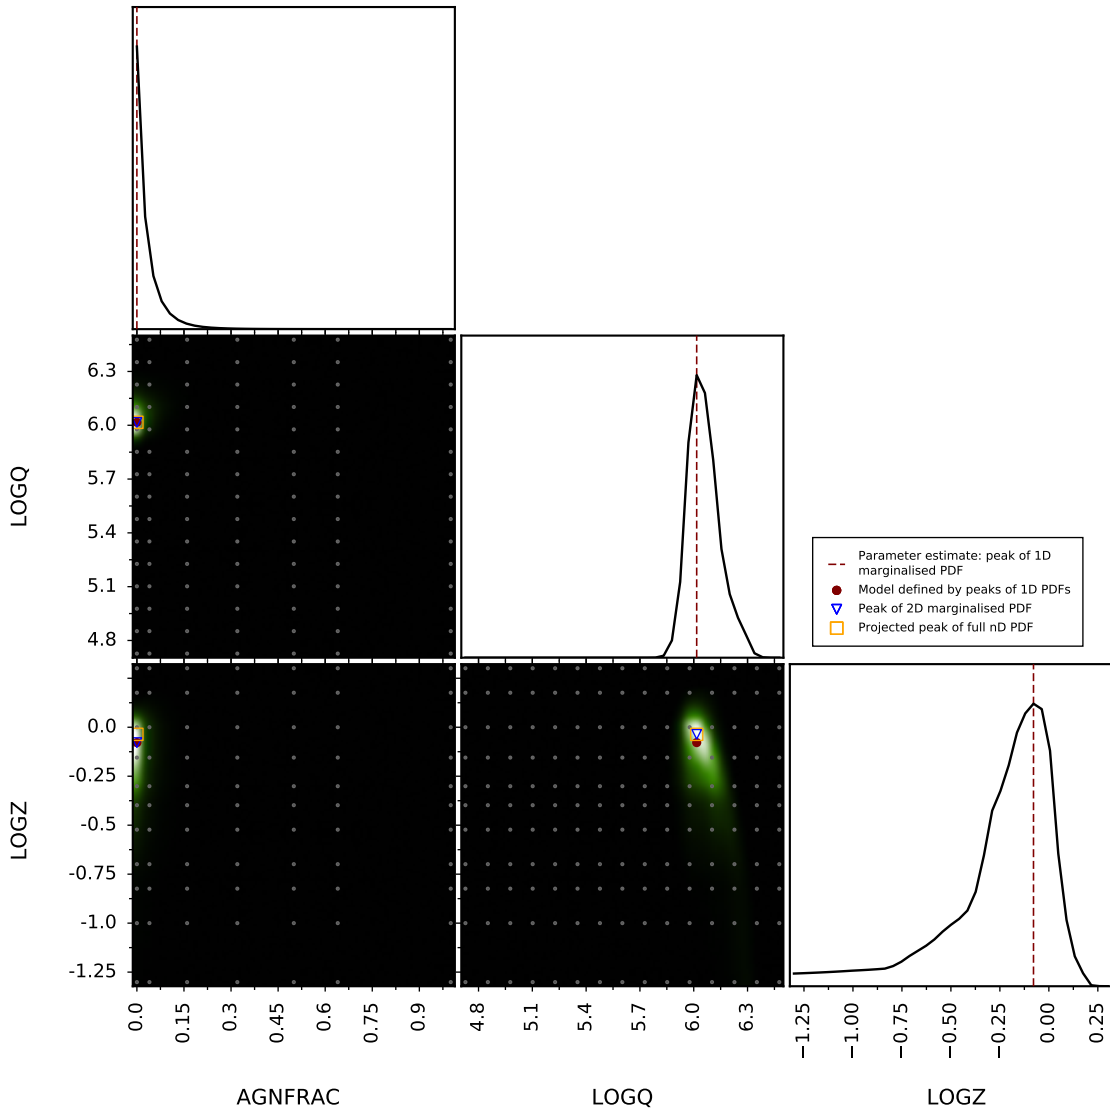 6.3
6.0
5.7
5.4
5.1
4.8
LOGQ
Parameter estimate: peak of 1D
marginalised PDF
Model defined by peaks of 1D PDFs
Peak of 2D marginalised PDF
Projected peak of full nD PDF
0.0
-0.25
-0.5
-0.75
-1.0
-1.25
LOGZ
0.0 0.15 0.3 0.45 0.6 0.75 0.9
4.8 5.1 5.4 5.7 6.0 6.3
−1.25 −1.00 −0.75 −0.50 −0.25 0.00 0.25
AGNFRAC LOGQ LOGZ